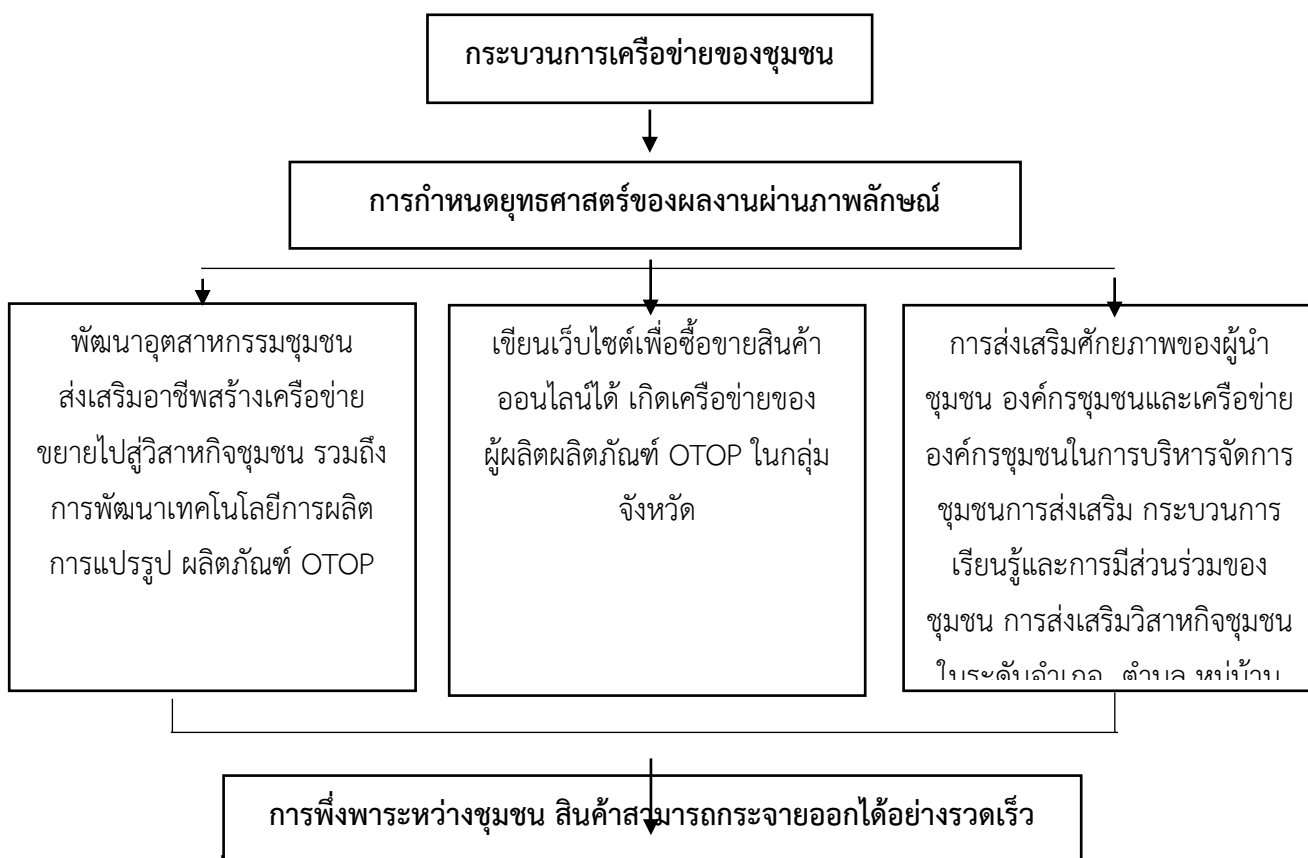 กระบวนการเครือข่ายของชุมชน
การกำหนดยุทธศาสตร์ของผลงานผ่านภาพลักษณ์
พัฒนาอุตสาหกรรมชุมชน
ส่งเสริมอาชีพสร้างเครือข่าย
ขยายไปสู่วิสาหกิจชุมชน รวมถึง
การพัฒนาเทคโนโลยีการผลิต
การแปรรูป ผลิตภัณฑ์ OTOP
เขียนเว็บไซต์เพื่อซื้อขายสินค้า
ออนไลน์ได้ เกิดเครือข่ายของ
ผู้ผลิตผลิตภัณฑ์ OTOP ในกลุ่ม
จังหวัด
การส่งเสริมศักยภาพของผู้นำ
ชุมชน องค์กรชุมชนและเครือข่าย
องค์กรชุมชนในการบริหารจัดการ
ชุมชนการส่งเสริม กระบวนการ
เรียนรู้และการมีส่วนร่วมของ
ชุมชน การส่งเสริมวิสาหกิจชุมชน
ในระดับอำเภอ ตำบล หมู่บ้าน
การพึ่งพาระหว่างชุมชน สินค้าสามารถกระจายออกได้อย่างรวดเร็ว